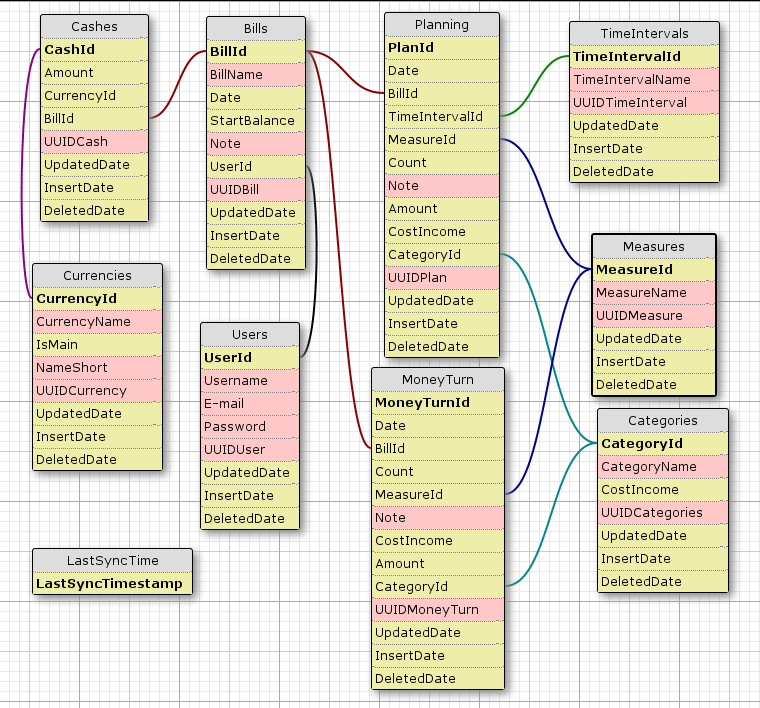 Cashes
CashId
Amount
CurrencyId
BillId
UUIDCash
UpdatedDate
InsertDate
DeletedDate
Bills
BillId
BillName
Date
StartBalance
Note
UserId
UUIDBill
UpdatedDate
InsertDate
DeletedDate
Planning
PlanId
Date
BillId
TimeIntervalId
MeasureId
Count
Note
Amount
CostIncome
CategoryId
UUIDPlan
UpdatedDate
InsertDate
DeletedDate
TimeIntervals
TimeIntervalId
TimeIntervalName
UUIDTimeInterval
UpdatedDate
InsertDate
DeletedDate
Measures
MeasureId
MeasureName
UUIDMeasure
UpdatedDate
InsertDate
DeletedDate
Currencies
CurrencyId
CurrencyName
IsMain
NameShort
UUIDCurrency
UpdatedDate
InsertDate
DeletedDate
Users
UserId
Username
E-mail
Password
UUIDUser
UpdatedDate
InsertDate
DeletedDate
MoneyTurn
MoneyTurnId
Date
BillId
Count
MeasureId
Note
CostIncome
Amount
CategoryId
UUIDMoneyTurn
UpdatedDate
InsertDate
DeletedDate
Categories
CategoryId
CategoryName
CostIncome
UUIDCategories
UpdatedDate
InsertDate
DeletedDate
LastSyncTime
LastSyncTimestamp